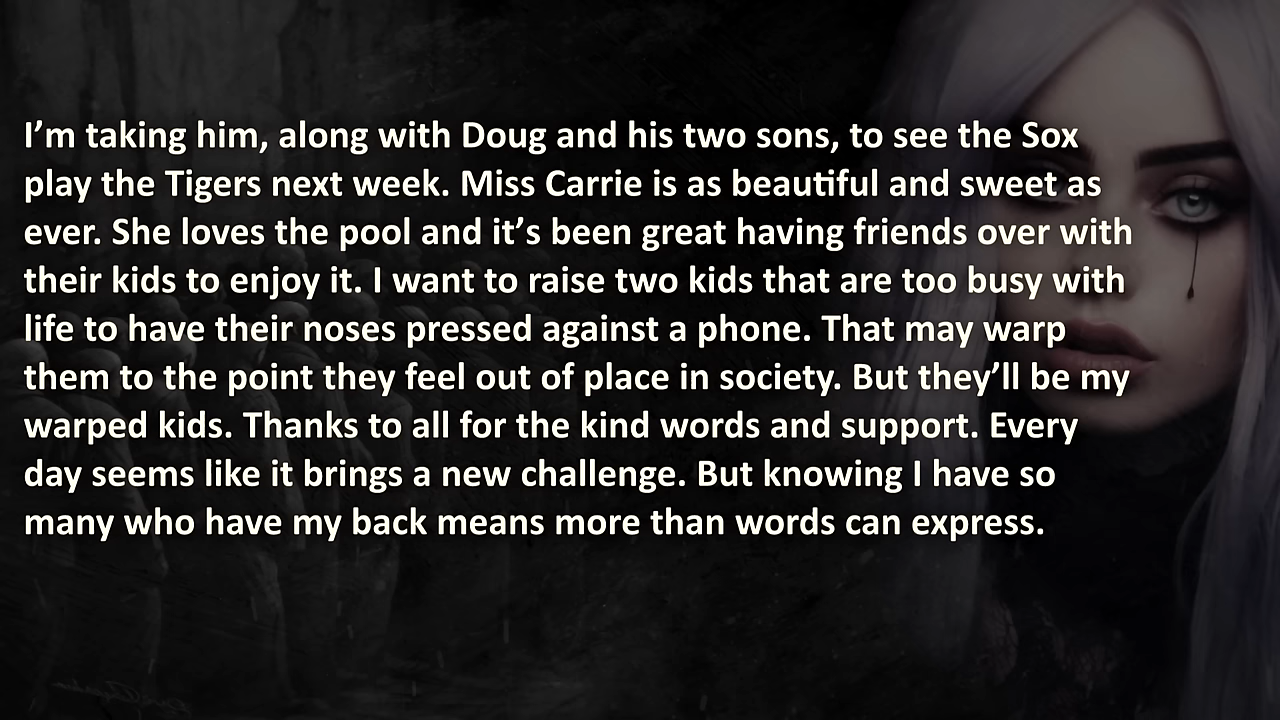 I’m taking him, along with Doug and his two sons, to see the Sox
play the Tigers next week. Miss Carrie is as beautiful and sweet as
ever. She loves the pool and it’s been great having friends over with
their kids to enjoy it. I want to raise two kids that are too busy with
life to have their noses pressed against a phone. That may warp
them to the point they feel out of place in society. But they’ll be my
warped kids. Thanks to all for the kind words and support. Every
day seems like it brings a new challenge. But knowing I have so
many who have my back means more than words can express.